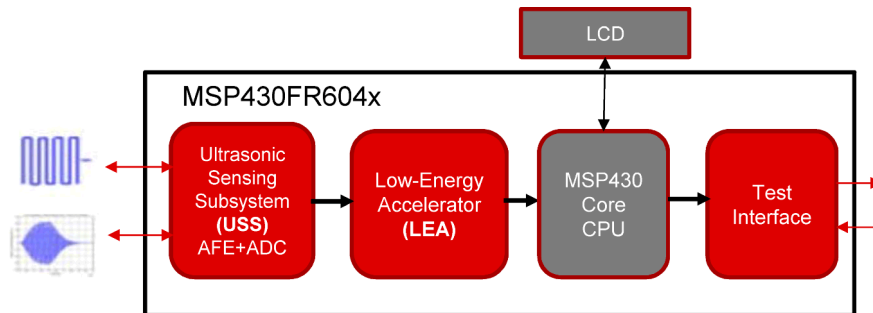 LCD
MSP430FR604x
Ultrasonic
Sensing
Subsystem
(USS)
AFE+ADC
Low-Energy
Accelerator
(LEA)
MSP430
Core
CPU
Test
Interface